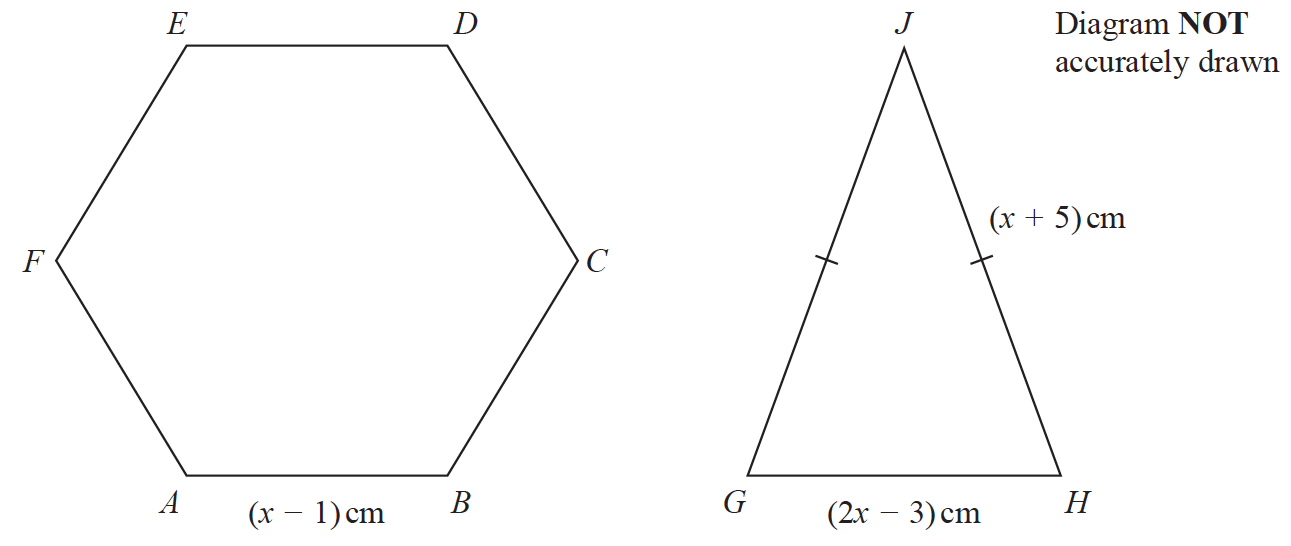 E
D
J
Diagram NOT
accurately drawn
(x + 5) cm
F
C
A
(x − 1) cm
B
G
(2x − 3) cm
H